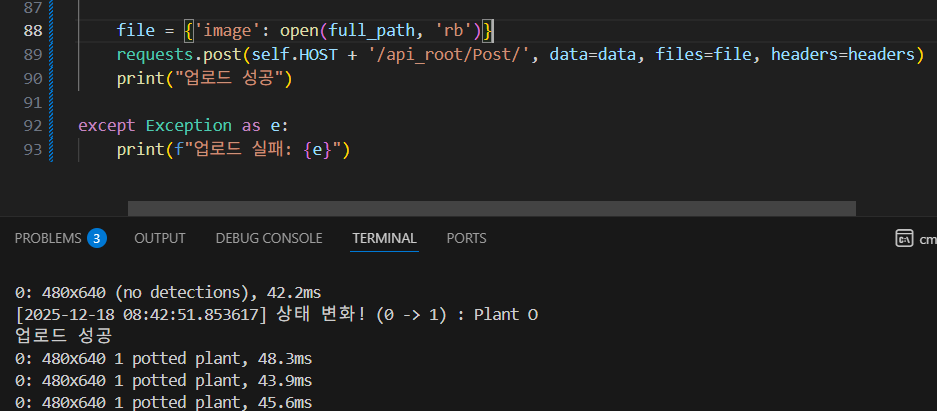 87
88 file = {'image': open(full_path, 'rb')}
89 requests.post(self.HOST + '/api_root/Post/', data=data, files=file, headers=headers)
90 print("업로드 성공")
91
92 except Exception as e:
93 print(f"업로드 실패: {e}")
PROBLEMS 3 OUTPUT DEBUG CONSOLE TERMINAL PORTS cm
0: 480x640 (no detections), 42.2ms
[2025-12-18 08:42:51.853617] 상태 변화! (0 -> 1) : Plant O
업로드 성공
0: 480x640 1 potted plant, 48.3ms
0: 480x640 1 potted plant, 43.9ms
0: 480x640 1 potted plant, 45.6ms